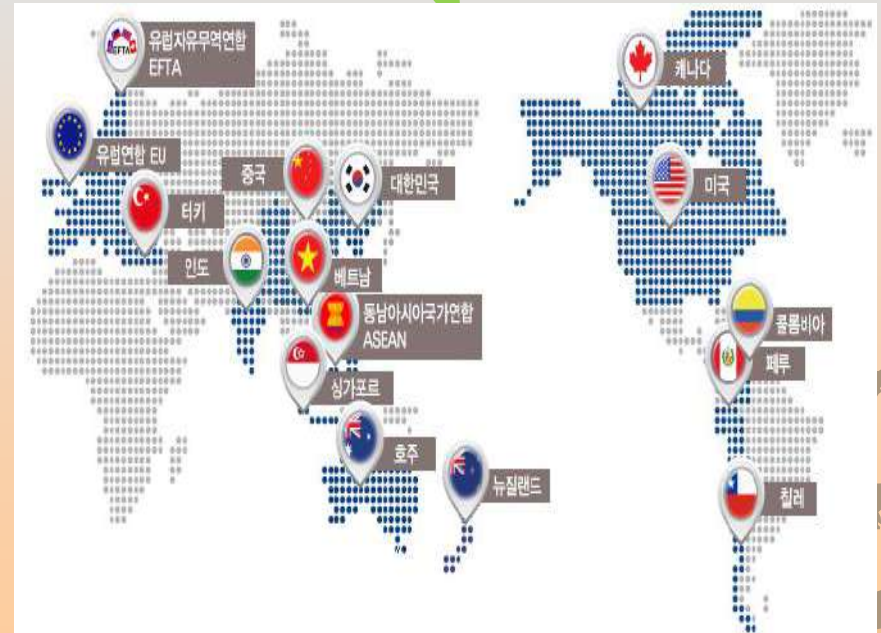 유럽자유무역연합
EFTA
EFTA
캐나다
유럽연합 EU
중국
대한민국
미국
터키
인도
베트남
동남아시아국가연합
ASEAN
콜롬비아
페루
싱가포르
호주
뉴질랜드
칠레